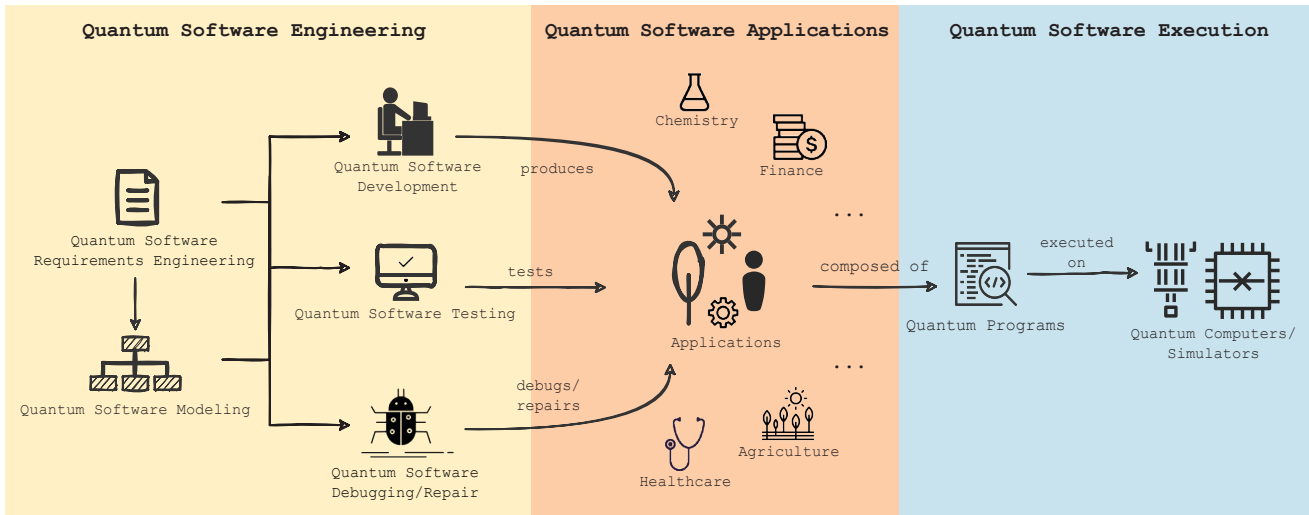 Quantum Software Engineering
Quantum Software Applications
Quantum Software Execution
Quantum Software
Requirements Engineering
Quantum Software Modeling
Quantum Software
Development
Quantum Software Testing
Quantum Software
Debugging/Repair
produces
tests
debugs/
repairs
Chemistry
$
Finance
...
Applications
...
Agriculture
Healthcare
composed of
</>
Quantum Programs
executed
on
Quantum Computers/
Simulators